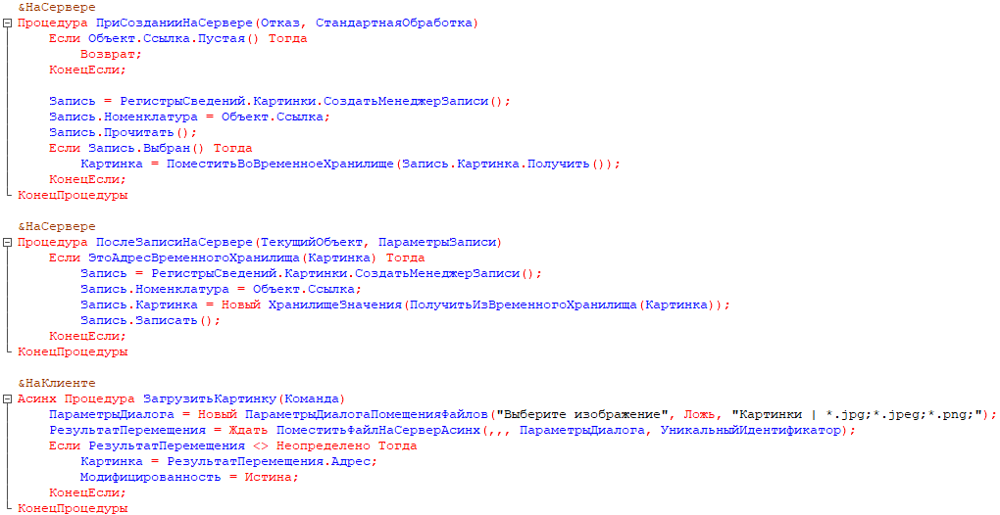 &НаСервере
Процедура ПриСозданииНаСервере(Отказ, СтандартнаяОбработка)
Если Объект.Ссылка.Пустая() Тогда
Возврат;
КонецЕсли;
Запись = РегистрыСведений.Картинки.СоздатьМенеджерЗаписи();
Запись.Номенклатура = Объект.Ссылка;
Запись.Прочитать();
Если Запись.Выбран() Тогда
Картинка = ПоместитьВоВременноеХранилище(Запись.Картинка.Получить());
КонецЕсли;
КонецПроцедуры
&НаСервере
Процедура ПослеЗаписиНаСервере(ТекущийОбъект, ПараметрыЗаписи)
Если ЭтоАдресВременногоХранилища(Картинка) Тогда
Запись = РегистрыСведений.Картинки.СоздатьМенеджерЗаписи();
Запись.Номенклатура = Объект.Ссылка;
Запись.Картинка = Новый ХранилищеЗначения(ПолучитьИзВременногоХранилища(Картинка));
Запись.Записать();
КонецЕсли;
КонецПроцедуры
&НаКлиенте
Асинх Процедура ЗагрузитьКартинку(Команда)
ПараметрыДиалога = Новый ПараметрыДиалогаПомещенияФайлов("Выберите изображение", Ложь, "Картинки | *.jpg;*.jpeg;*.png;");
РезультатПеремещения = Ждать ПоместитьФайлНаСерверАсинх(,,, ПараметрыДиалога, УникальныйИдентификатор);
Если РезультатПеремещения <> Неопределено Тогда
Картинка = РезультатПеремещения.Адрес;
Модифицированность = Истина;
КонецЕсли;
КонецПроцедуры